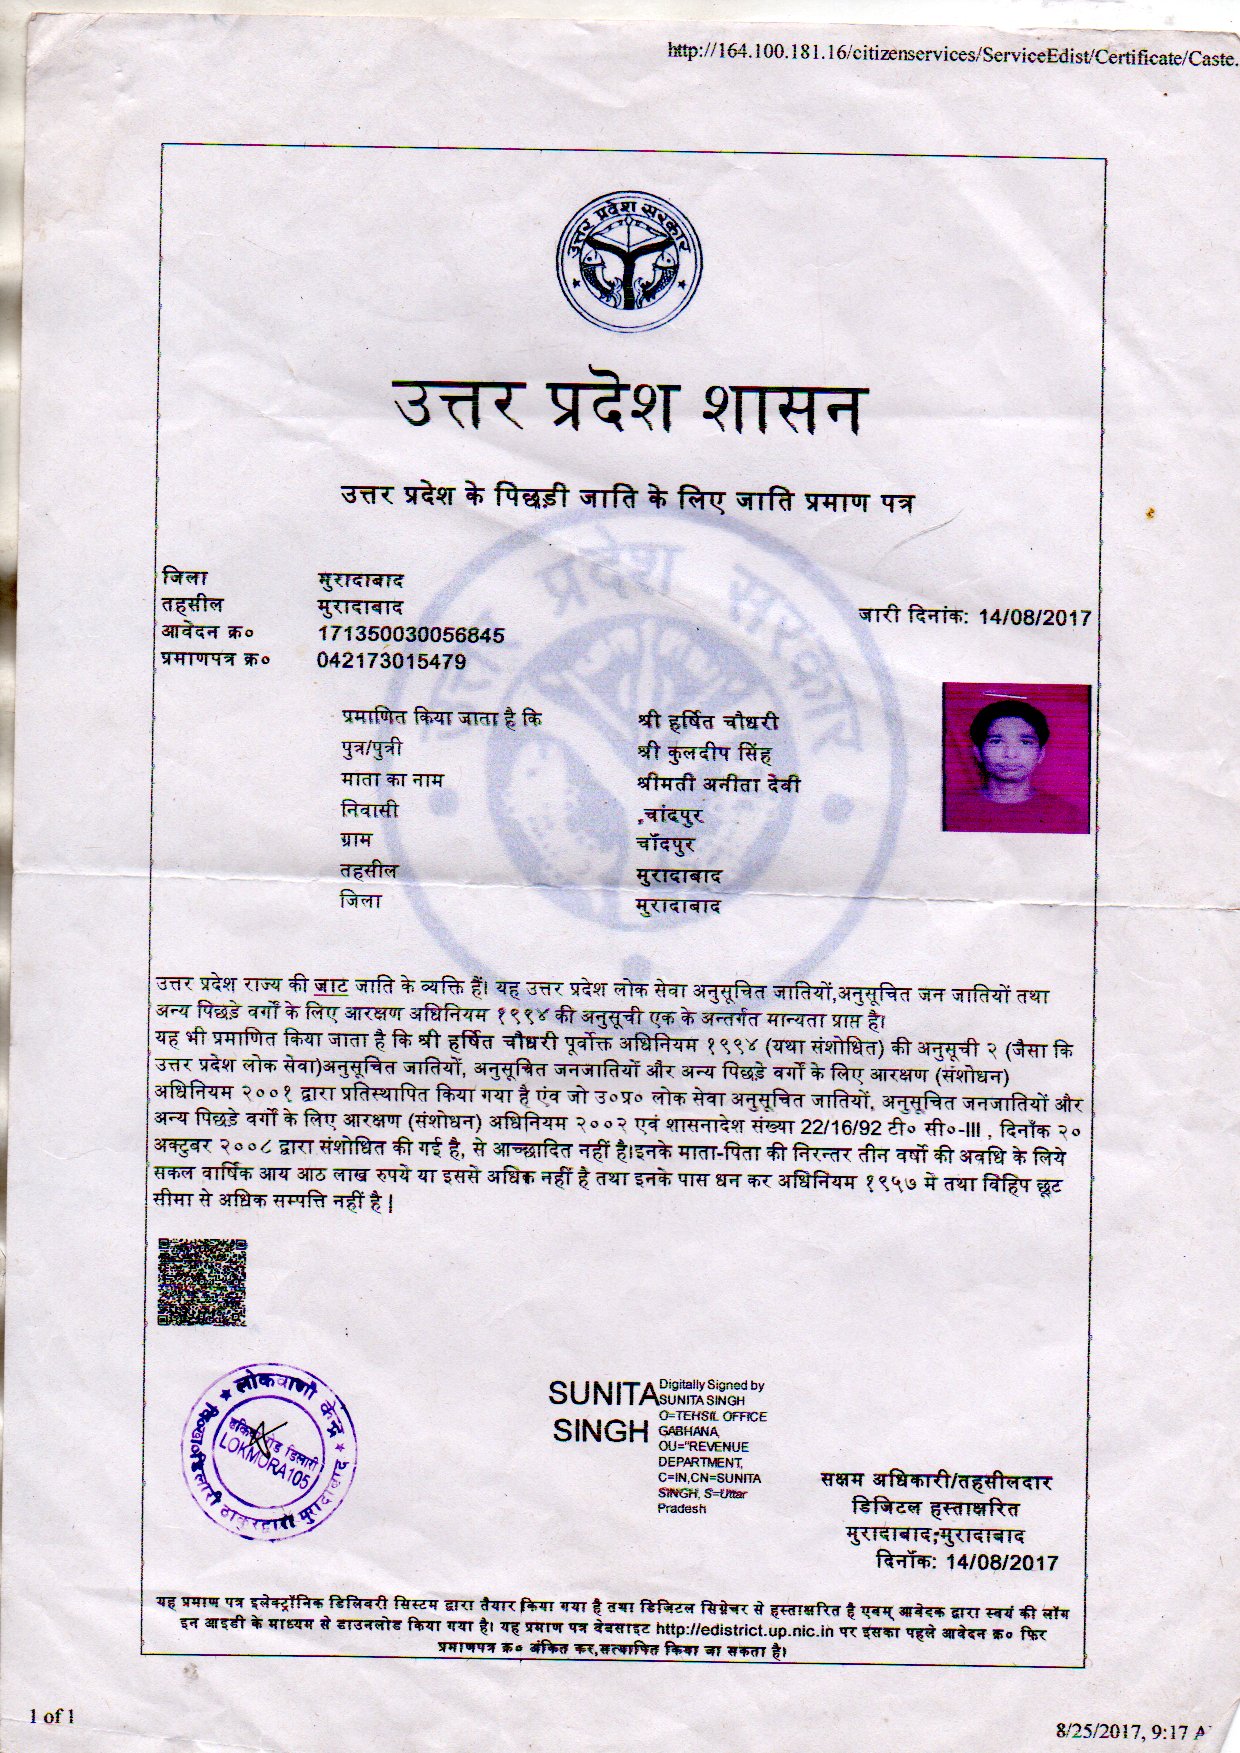 http://164.100.181.16/citizenservices/ServiceEdist/Certificate/Caste.
उत्तर प्रदेश सरकार
उत्तर प्रदेश शासन
उत्तर प्रदेश के पिछड़ी जाति के लिए जाति प्रमाण पत्र
जिला मुरादाबाद
तहसील मुरादाबाद
जारी दिनांक: 14/08/2017
आवेदन क्र० 171350030056845
प्रमाणपत्र क्र० 042173015479
प्रमाणित किया जाता है कि श्री हर्षित चौधरी
पुत्र/पुत्री श्री कुलदीप सिंह
माता का नाम श्रीमती अनीता देवी
निवासी ,चांदपुर
ग्राम चॉंदपुर
तहसील मुरादाबाद
जिला मुरादाबाद
उत्तर प्रदेश राज्य की जाट जाति के व्यक्ति हैं। यह उत्तर प्रदेश लोक सेवा अनुसूचित जातियों,अनुसूचित जन जातियों तथा
अन्य पिछड़े वर्गों के लिए आरक्षण अधिनियम १९९४ की अनुसूची एक के अन्तर्गत मान्यता प्राप्त है।
यह भी प्रमाणित किया जाता है कि श्री हर्षित चौधरी पूर्वोक्त अधिनियम १९९४ (यथा संशोधित) की अनुसूची २ (जैसा कि
उत्तर प्रदेश लोक सेवा)अनुसूचित जातियों, अनुसूचित जनजातियों और अन्य पिछड़े वर्गो के लिए आरक्षण (संशोधन)
अधिनियम २००१ द्वारा प्रतिस्थापित किया गया है एंव जो उ०प्र० लोक सेवा अनुसूचित जातियों, अनुसूचित जनजातियों और
अन्य पिछड़े वर्गो के लिए आरक्षण (संशोधन) अधिनियम २००२ एवं शासनादेश संख्या 22/16/92 टी० सी०-III , दिनाँक २०
अक्टुबर २००८ द्वारा संशोधित की गई है, से आच्छादित नहीं है।इनके माता-पिता की निरन्तर तीन वर्षो की अवधि के लिये
सकल वार्षिक आय आठ लाख रुपये या इससे अधिक नहीं है तथा इनके पास धन कर अधिनियम १९५७ मे तथा विहिप छूट
सीमा से अधिक सम्पत्ति नहीं है |
लोकवाणी केन्द्र
LOKMORA105
ठाकुरद्वारा मुरादाबाद
SUNITA
SINGH
Digitally Signed by
SUNITA SINGH
O=TEHSIL OFFICE
GABHANA,
OU="REVENUE
DEPARTMENT,
C=IN,CN=SUNITA
SINGH, S=Uttar
Pradesh
सक्षम अधिकारी/तहसीलदार
डिजिटल हस्ताक्षरित
मुरादाबाद,मुरादाबाद
दिनॉक: 14/08/2017
यह प्रमाण पत्र इलेक्ट्रॉनिक डिलिवरी सिस्टम द्वारा तैयार किया गया है तथा डिजिटल सिग्नेचर से हस्ताक्षरित है एवम् आवेदक द्वारा स्वयं की लॉग
इन आइडी के माध्यम से डाउनलोड किया गया है। यह प्रमाण पत्र वेबसाइट http://edistrict.up.nic.in पर इसका पहले आवेदन क्र० फिर
प्रमाणपत्र क्र० अंकित कर,सत्यापित किया जा सकता है।
1 of 1
8/25/2017, 9:17 A